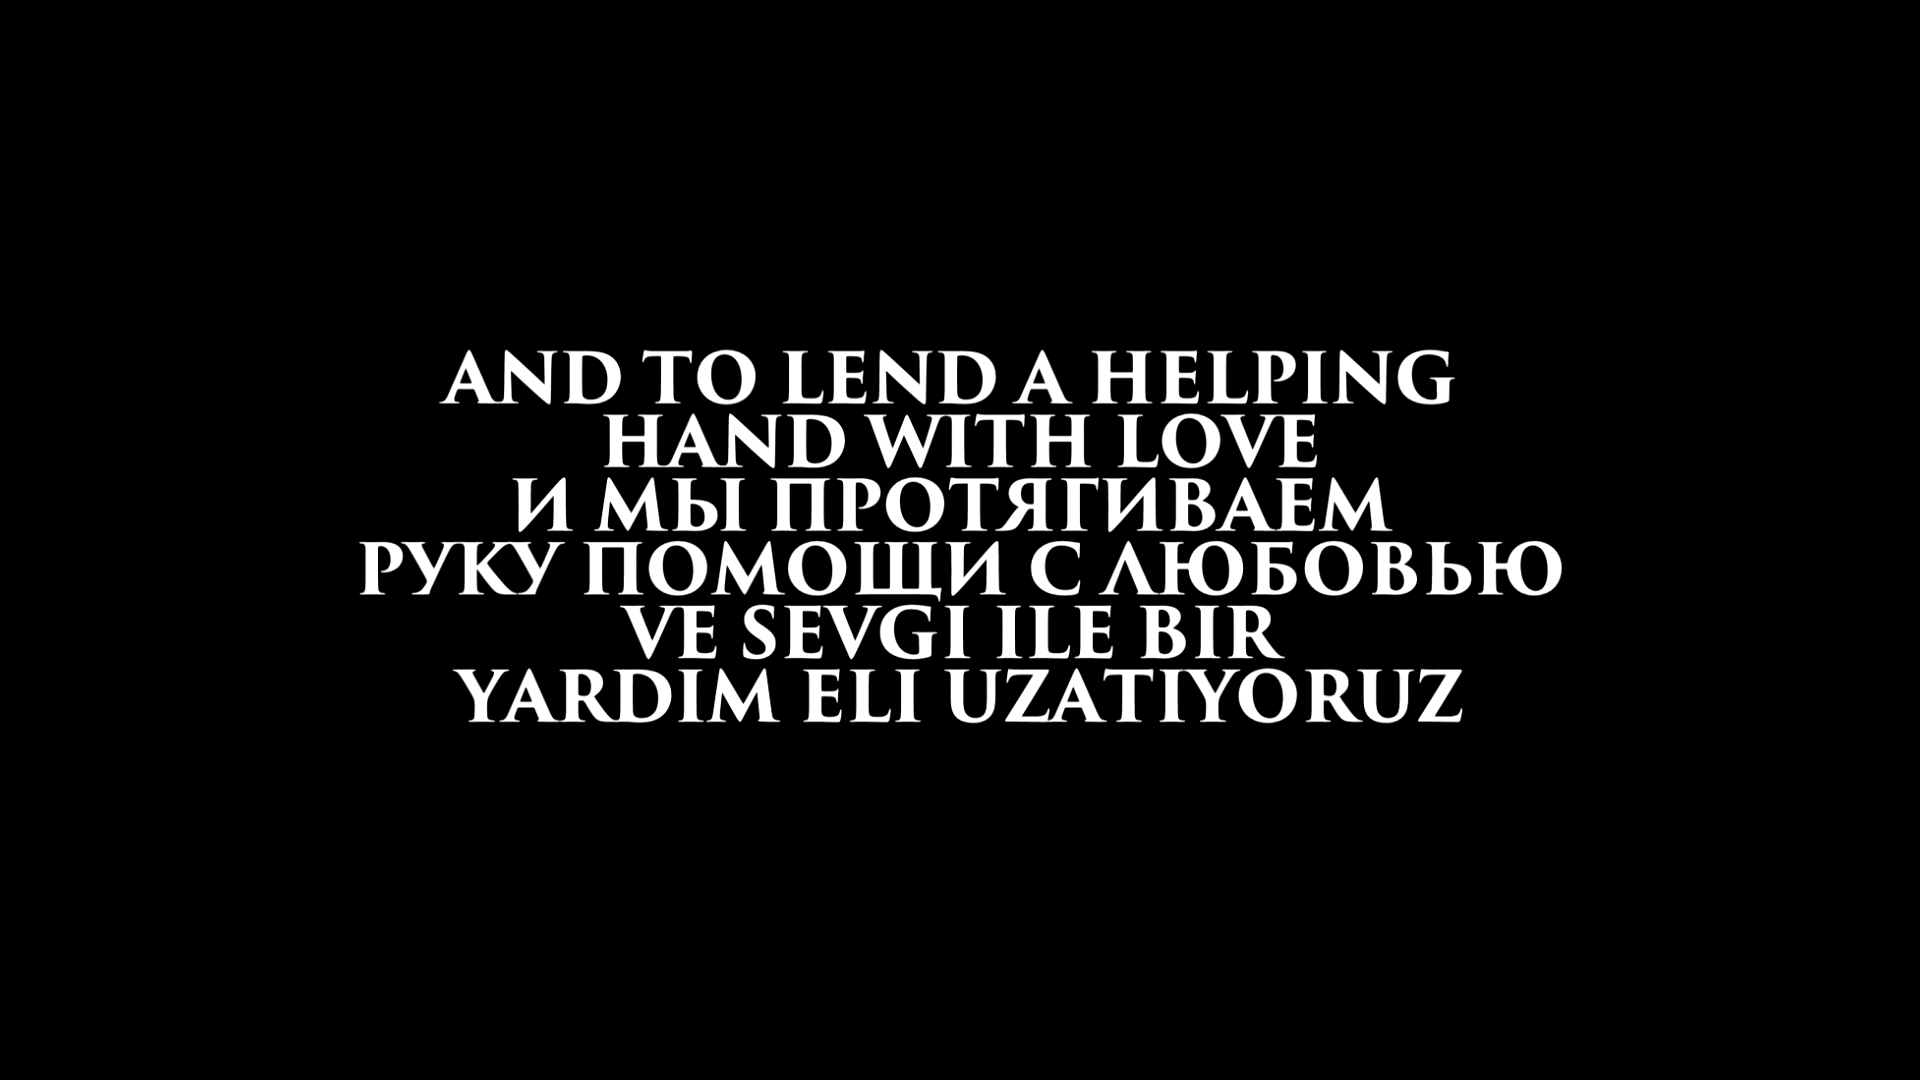 AND TO LEND A HELPING
HAND WITH LOVE
И МЫ ПРОТЯГИВАЕМ
РУКУ ПОМОЩИ С ЛЮБОВЬЮ
VE SEVGI ILE BIR
YARDIM ELI UZATIYORUZ